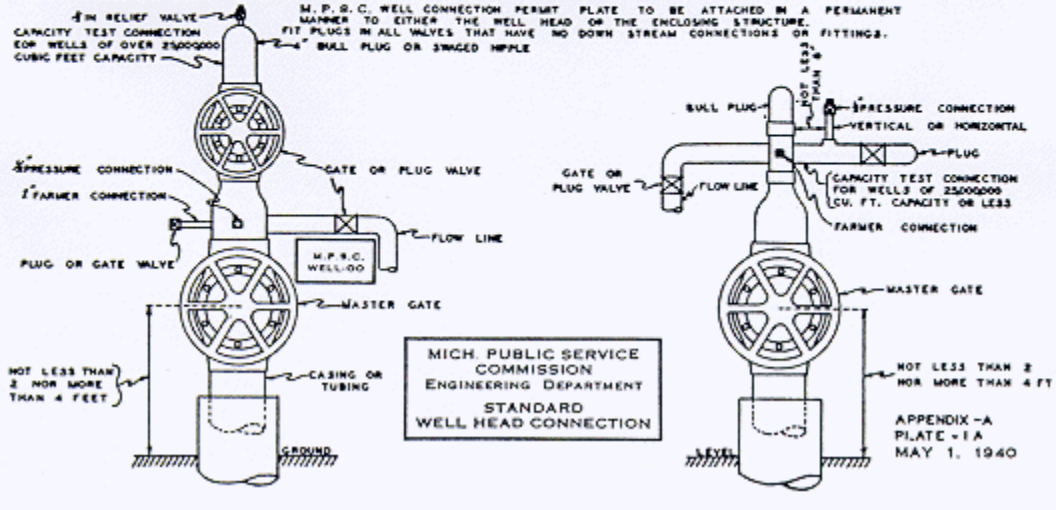 IN RELIEF VALVE
M.P.S.C. WELL CONNECTION PERMIT PLATE TO BE ATTACHED IN A PERMANENT
MANNER TO EITHER THE WELL HEAD OR THE ENCLOSING STRUCTURE.
FIT PLUGS IN ALL VALVES THAT HAVE NO DOWN STREAM CONNECTIONS OR FITTINGS.
CAPACITY TEST CONNECTION
FOR WELLS OF OVER 25,000,000
CUBIC FEET CAPACITY
BULL PLUG OR SWAGED NIPPLE
GATE OR PLUG VALVE
PRESSURE CONNECTION
1" FARMER CONNECTION
PLUG OR GATE VALVE
FLOW LINE
M.P.S.C.
WELL-OO
MASTER GATE
NOT LESS THAN
2 NOR MORE
THAN 4 FEET
CASING OR
TUBING
GROUND
MICH. PUBLIC SERVICE
COMMISSION
ENGINEERING DEPARTMENT
STANDARD
WELL HEAD CONNECTION
NOT LESS
THAN
BULL PLUG
PRESSURE CONNECTION
VERTICAL OR HORIZONTAL
PLUG
GATE OR
PLUG VALVE
FLOW LINE
CAPACITY TEST CONNECTION
FOR WELLS OF 25,000,000
CU. FT. CAPACITY OR LESS
FARMER CONNECTION
MASTER GATE
NOT LESS THAN 2
NOR MORE THAN 4 FT
LEVEL
APPENDIX-A
PLATE-1A
MAY 1, 1940